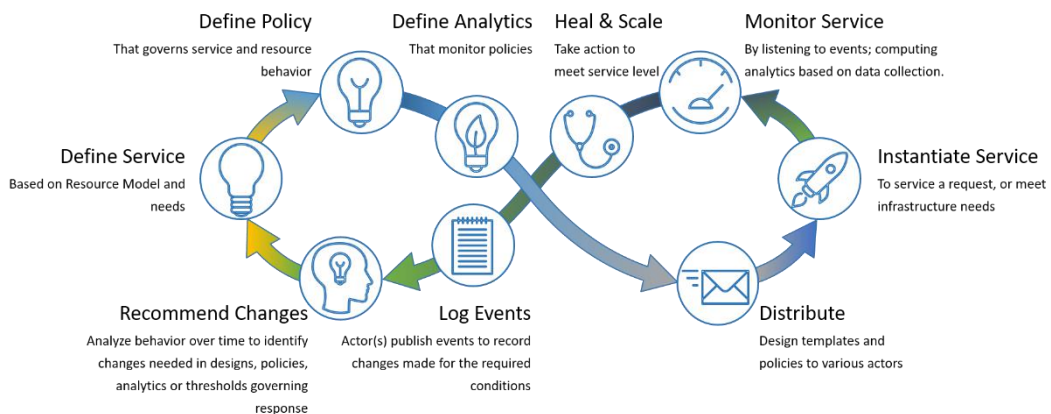 Define Policy
That governs service and resource
behavior
Define Analytics
That monitor policies
Heal & Scale
Take action to
meet service level
Monitor Service
By listening to events; computing
analytics based on data collection.
Define Service
Based on Resource Model and
needs
Instantiate Service
To service a request, or meet
infrastructure needs
Recommend Changes
Analyze behavior over time to identify
changes needed in designs, policies,
analytics or thresholds governing
response
Log Events
Actor(s) publish events to record
changes made for the required
conditions
Distribute
Design templates and
policies to various actors